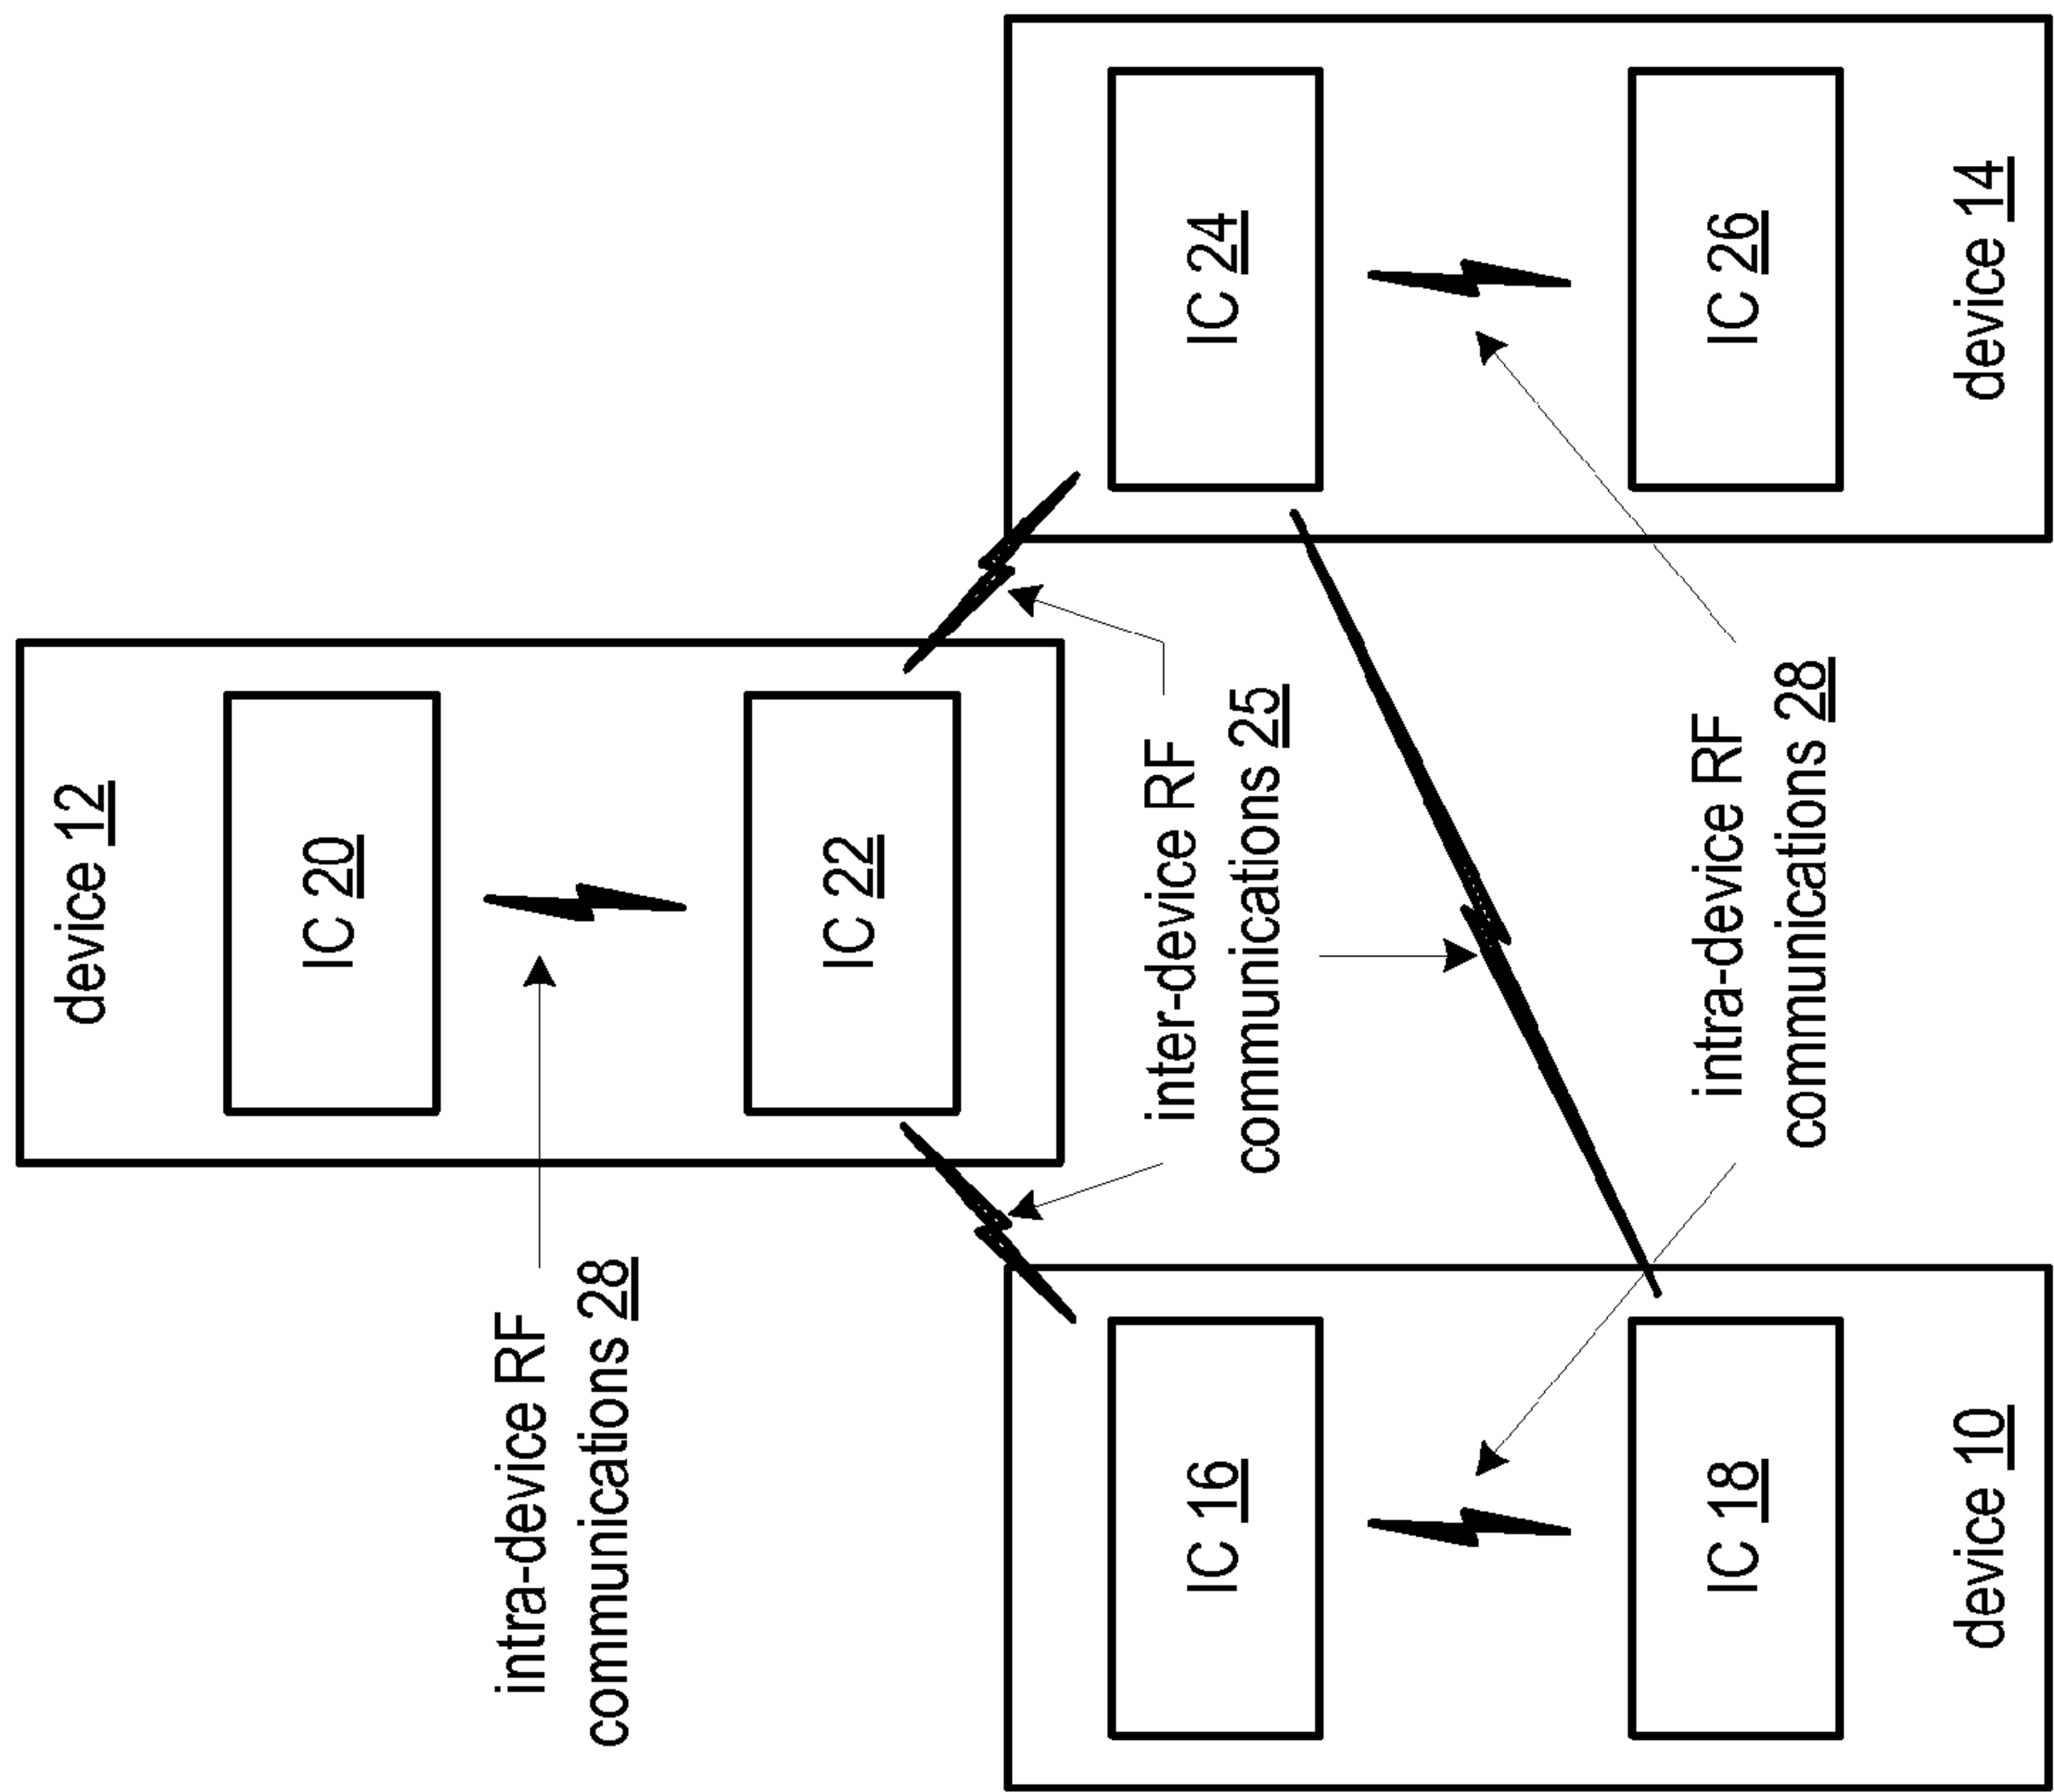 device 12
IC 20
intra-device RF
communications 28
IC 22
inter-device RF
communications 25
IC 16
IC 24
intra-device RF
communications 28
IC 18
IC 26
device 10
device 14